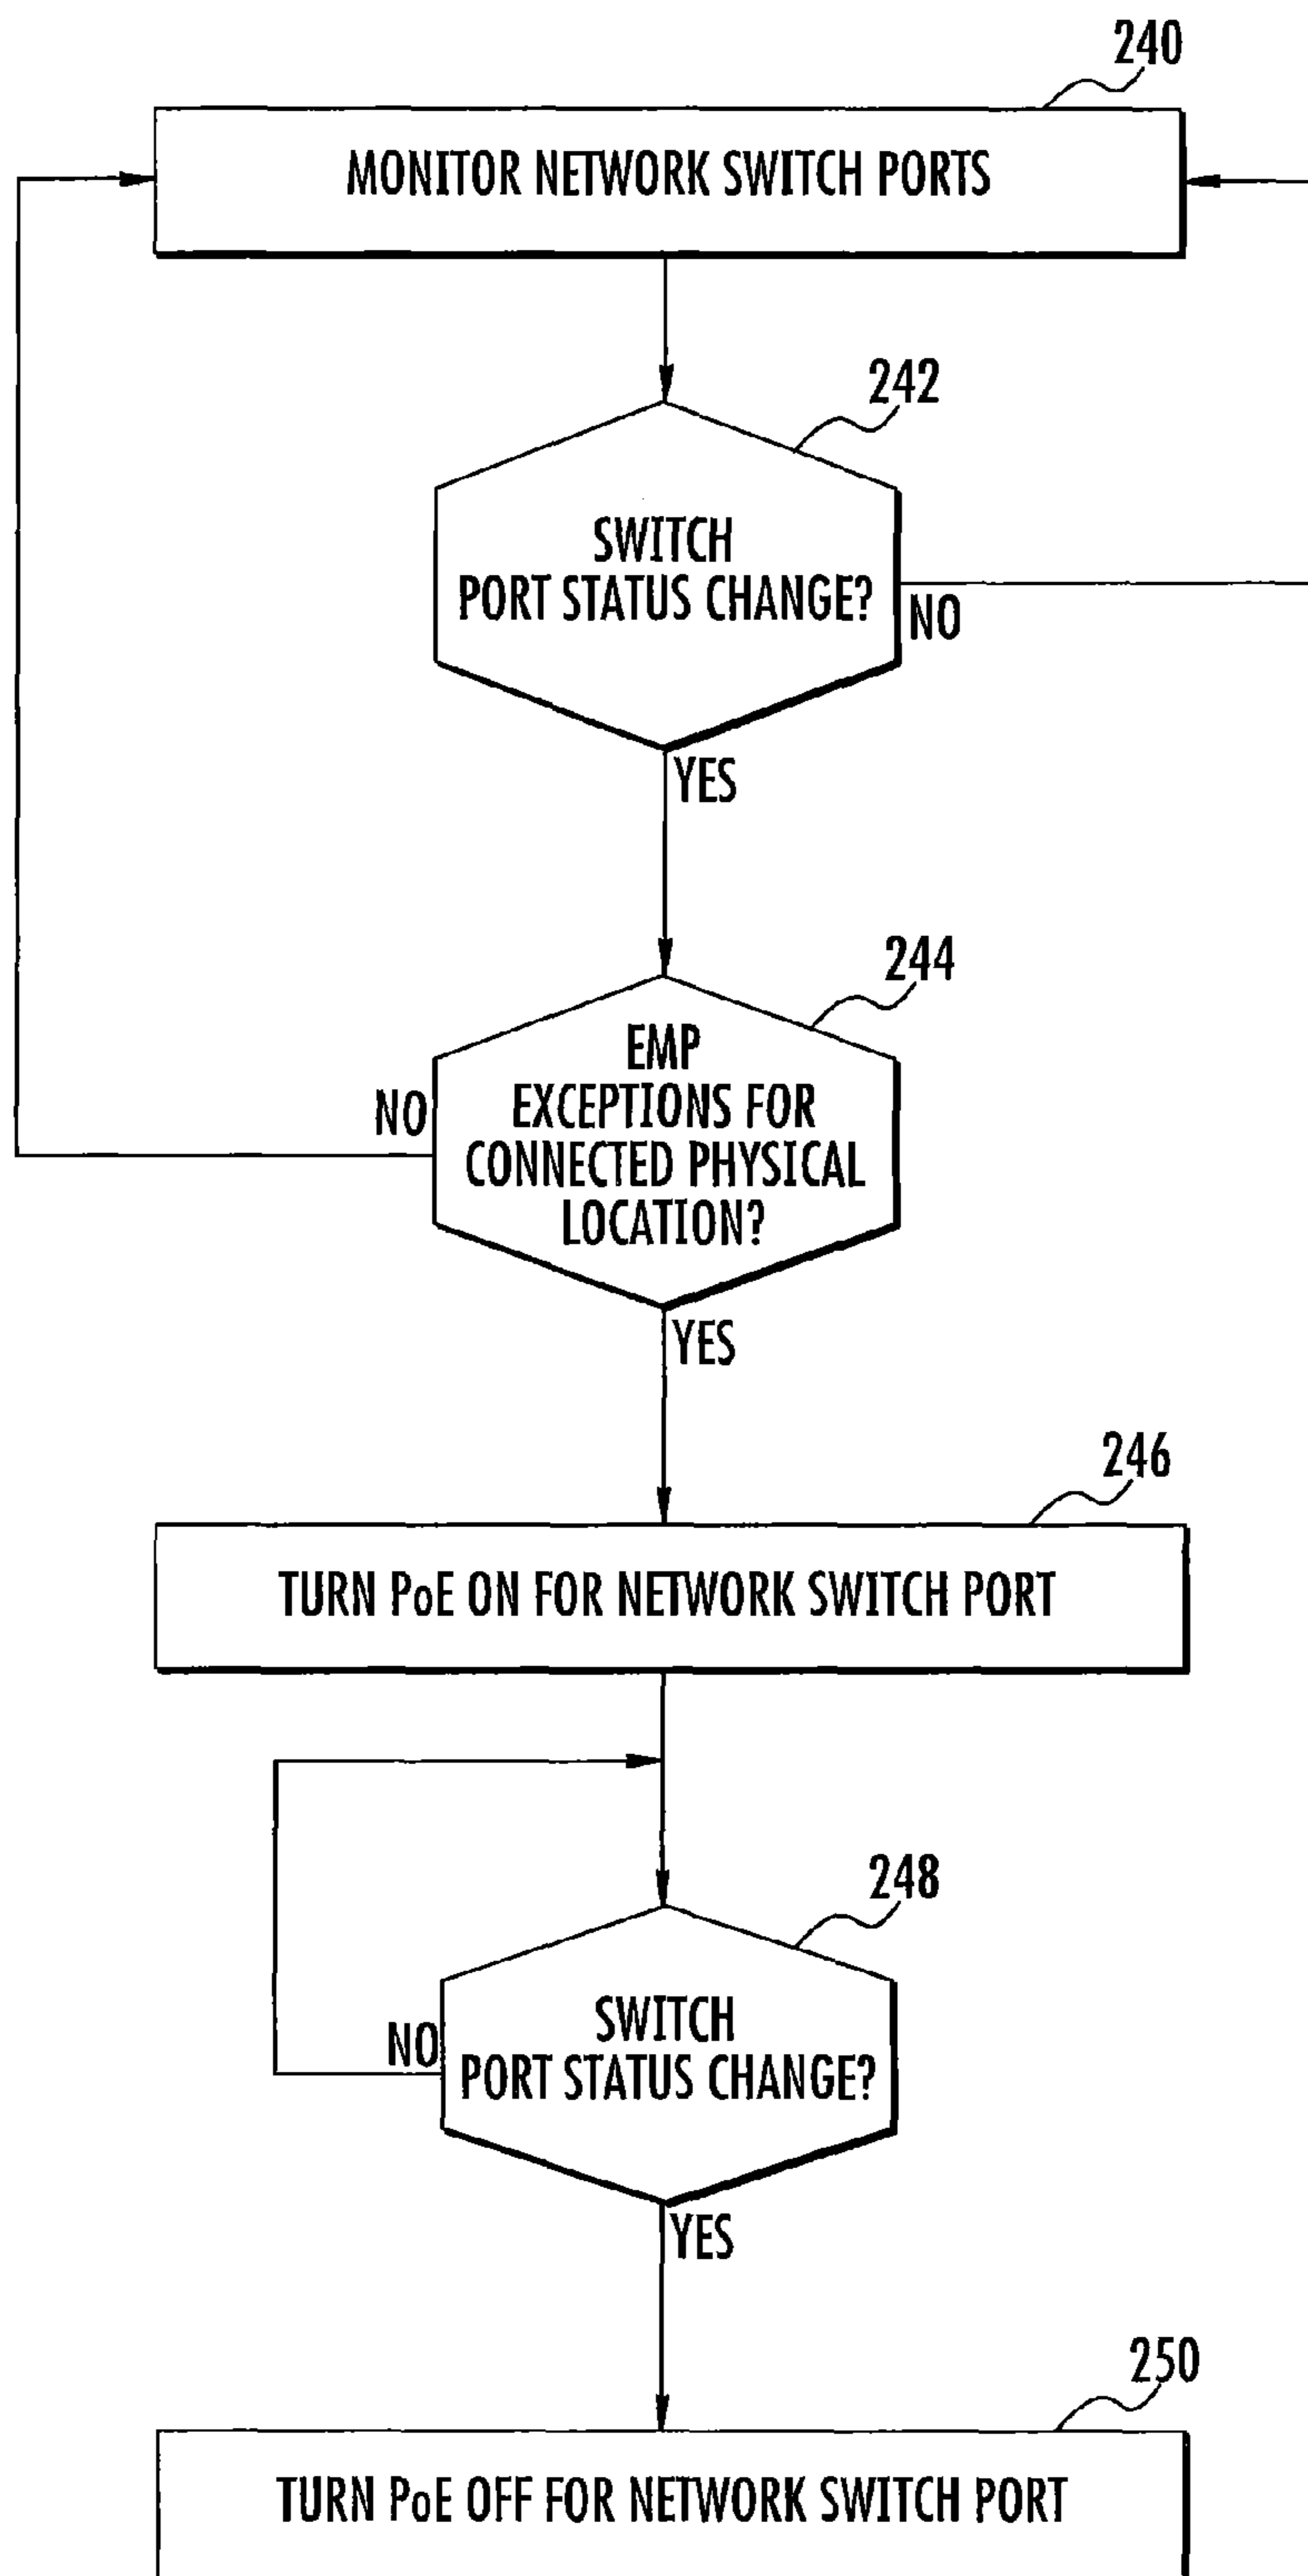 240
MONITOR NETWORK SWITCH PORTS
242
SWITCH
PORT STATUS CHANGE?
NO
YES
244
EMP
EXCEPTIONS FOR
CONNECTED PHYSICAL
LOCATION?
NO
YES
246
TURN PoE ON FOR NETWORK SWITCH PORT
248
SWITCH
PORT STATUS CHANGE?
NO
YES
250
TURN PoE OFF FOR NETWORK SWITCH PORT